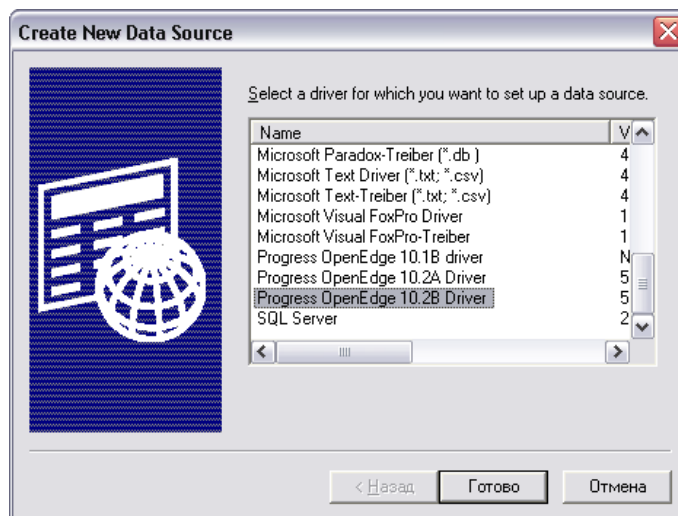 Create New Data Source
Select a driver for which you want to set up a data source.
Name V
Microsoft Paradox-Treiber (*.db ) 4
Microsoft Text Driver (*.txt; *.csv) 4
Microsoft Text-Treiber (*.txt; *.csv) 4
Microsoft Visual FoxPro Driver 1
Microsoft Visual FoxPro-Treiber 1
Progress OpenEdge 10.1B driver N
Progress OpenEdge 10.2A Driver 5
Progress OpenEdge 10.2B Driver 5
SQL Server 2
< Назад Готово Отмена